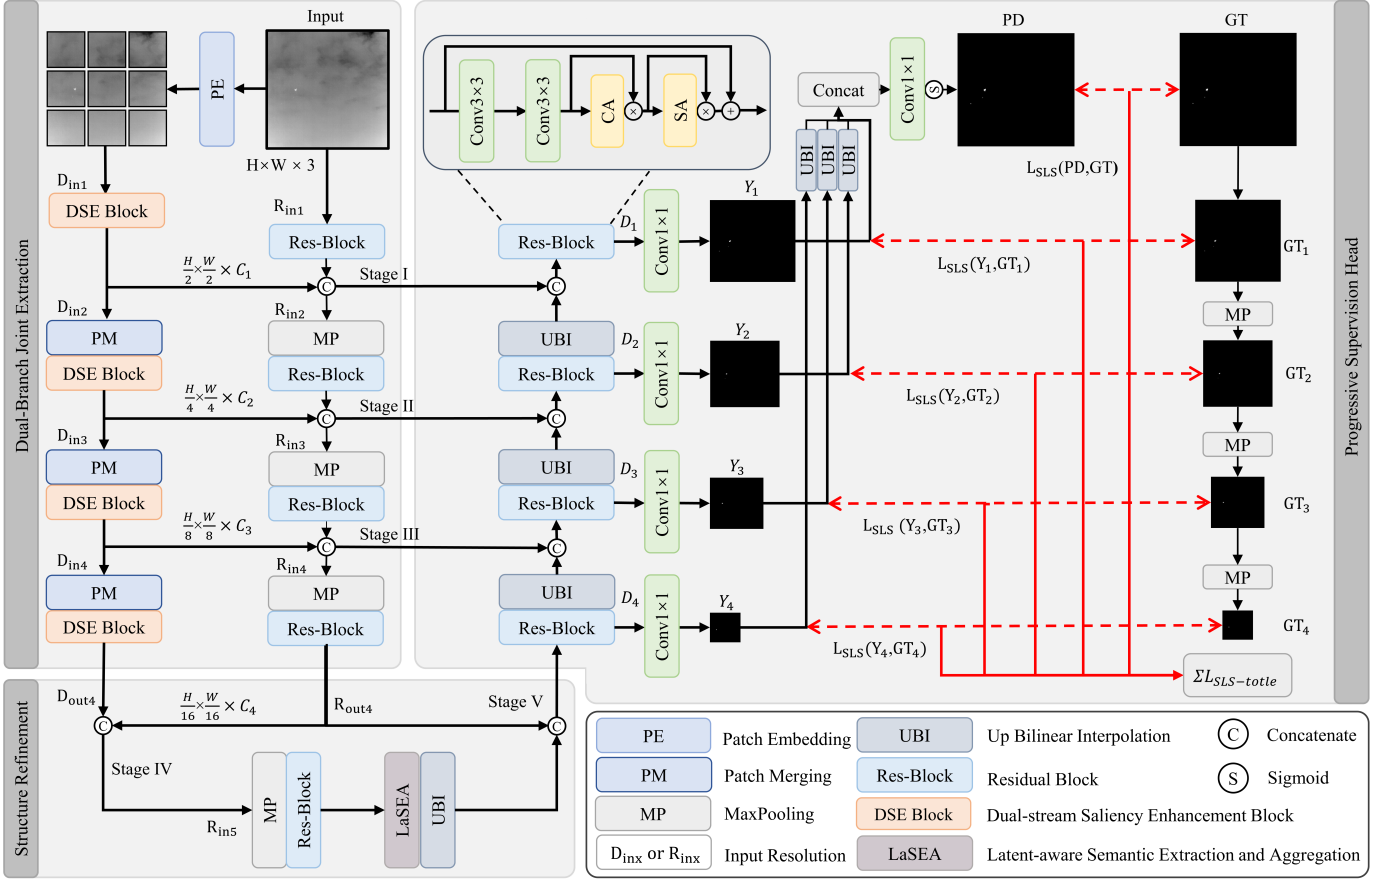 Dual-Branch Joint Extraction
Input
PE
H×W × 3
D_in1
DSE Block
R_in1
Res-Block
H/2 × W/2 × C_1
C
Stage I
D_in2
R_in2
PM
DSE Block
MP
Res-Block
H/4 × W/4 × C_2
C
Stage II
D_in3
R_in3
PM
DSE Block
MP
Res-Block
H/8 × W/8 × C_3
C
Stage III
D_in4
R_in4
PM
DSE Block
MP
Res-Block
Structure Refinement
D_out4
H/16 × W/16 × C_4
R_out4
Stage V
C
C
Stage IV
R_in5
MP
Res-Block
LaSEA
UBI
Conv3×3
Conv3×3
CA
×
SA
×
+
Res-Block
D_1
Conv1×1
Y_1
C
UBI
Res-Block
D_2
Conv1×1
Y_2
C
UBI
Res-Block
D_3
Conv1×1
Y_3
C
UBI
Res-Block
D_4
Conv1×1
Y_4
UBI
UBI
UBI
Concat
Conv1×1
S
PD
GT
L_SLS(PD,GT)
L_SLS(Y_1,GT_1)
GT_1
MP
L_SLS(Y_2,GT_2)
GT_2
MP
L_SLS (Y_3,GT_3)
GT_3
MP
L_SLS(Y_4,GT_4)
GT_4
ΣL_SLS−totle
Progressive Supervision Head
PE
Patch Embedding
UBI
Up Bilinear Interpolation
C
Concatenate
PM
Patch Merging
Res-Block
Residual Block
S
Sigmoid
MP
MaxPooling
DSE Block
Dual-stream Saliency Enhancement Block
D_inx or R_inx
Input Resolution
LaSEA
Latent-aware Semantic Extraction and Aggregation